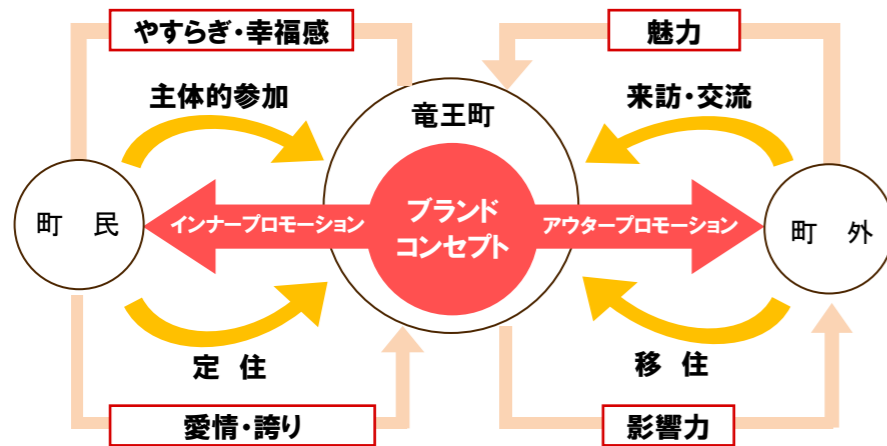 やすらぎ・幸福感
魅力
主体的参加
竜王町
来訪・交流
町　民
インナープロモーション
ブランド
コンセプト
アウタープロモーション
町　外
定　住
移　住
愛情・誇り
影響力